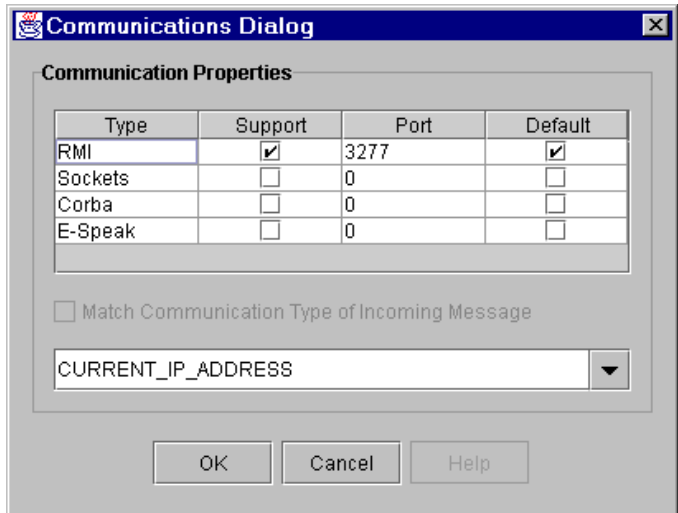 Communications Dialog
Communication Properties
Type Support Port Default
RMI 3277
Sockets 0
Corba 0
E-Speak 0
Match Communication Type of Incoming Message
CURRENT_IP_ADDRESS
OK Cancel Help